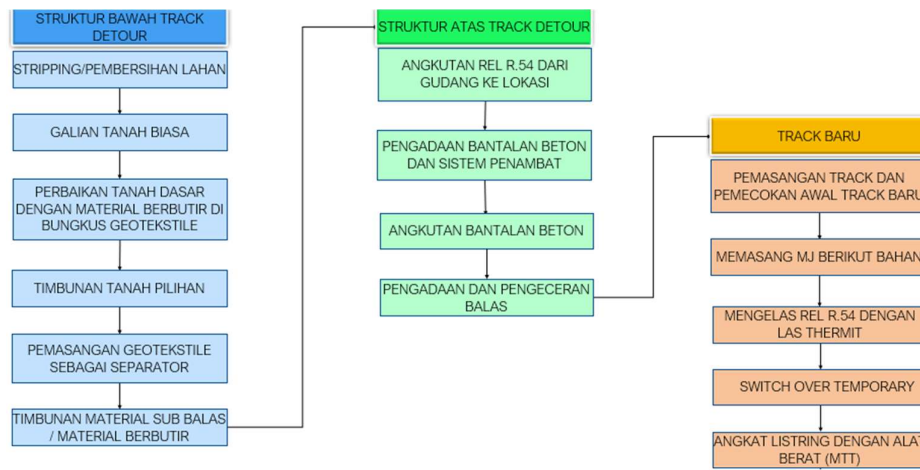 STRUKTUR BAWAH TRACK
DETOUR
STRIPPING/PEMBERSIHAN LAHAN
GALIAN TANAH BIASA
PERBAIKAN TANAH DASAR
DENGAN MATERIAL BERBUTIR DI
BUNGKUS GEOTEKSTILE
TIMBUNAN TANAH PILIHAN
PEMASANGAN GEOTEKSTILE
SEBAGAI SEPARATOR
TIMBUNAN MATERIAL SUB BALAS
/ MATERIAL BERBUTIR
STRUKTUR ATAS TRACK DETOUR
ANGKUTAN REL R.54 DARI
GUDANG KE LOKASI
PENGADAAN BANTALAN BETON
DAN SISTEM PENAMBAT
ANGKUTAN BANTALAN BETON
PENGADAAN DAN PENGECERAN
BALAS
TRACK BARU
PEMASANGAN TRACK DAN
PEMECOKAN AWAL TRACK BARU
MEMASANG MJ BERIKUT BAHAN
MENGELAS REL R.54 DENGAN
LAS THERMIT
SWITCH OVER TEMPORARY
ANGKAT LISTRING DENGAN ALAT
BERAT (MTT)